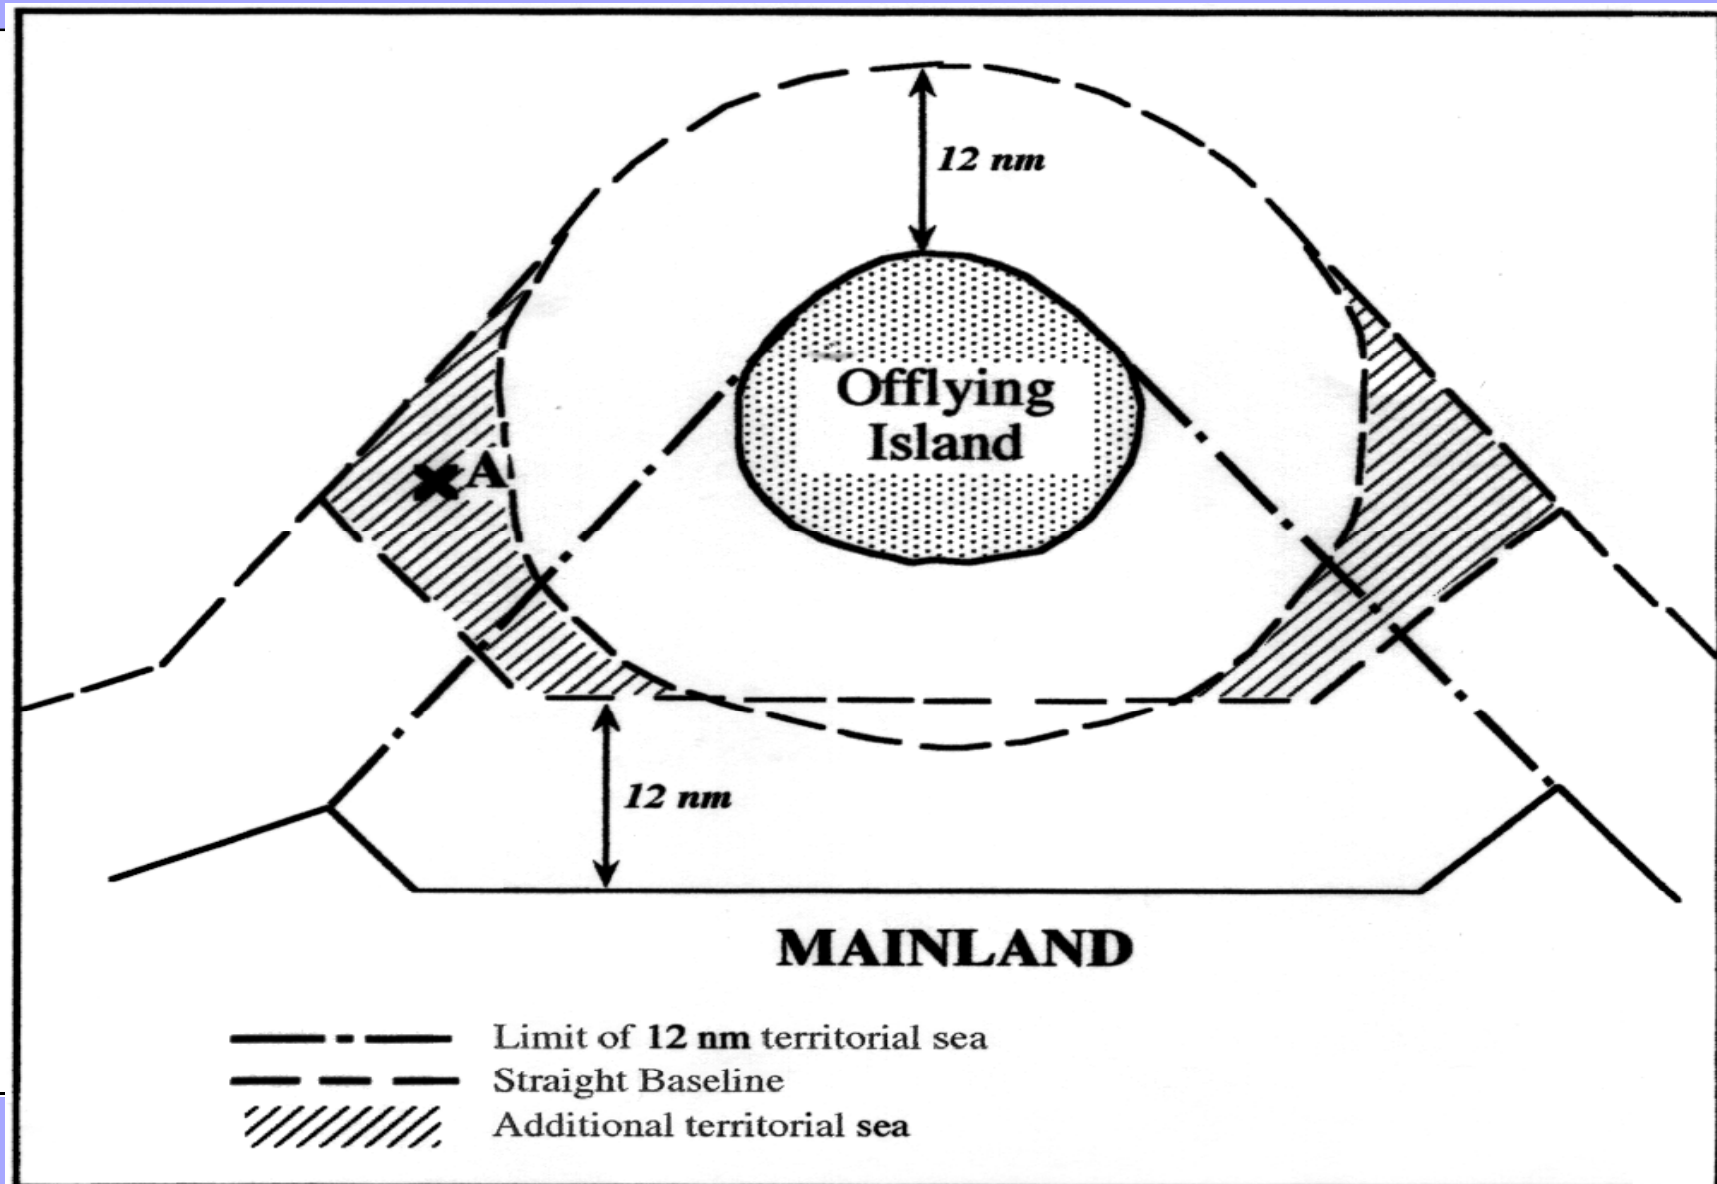 12 nm
Offlying
Island
A
12 nm
MAINLAND
Limit of 12 nm territorial sea
Straight Baseline
Additional territorial sea